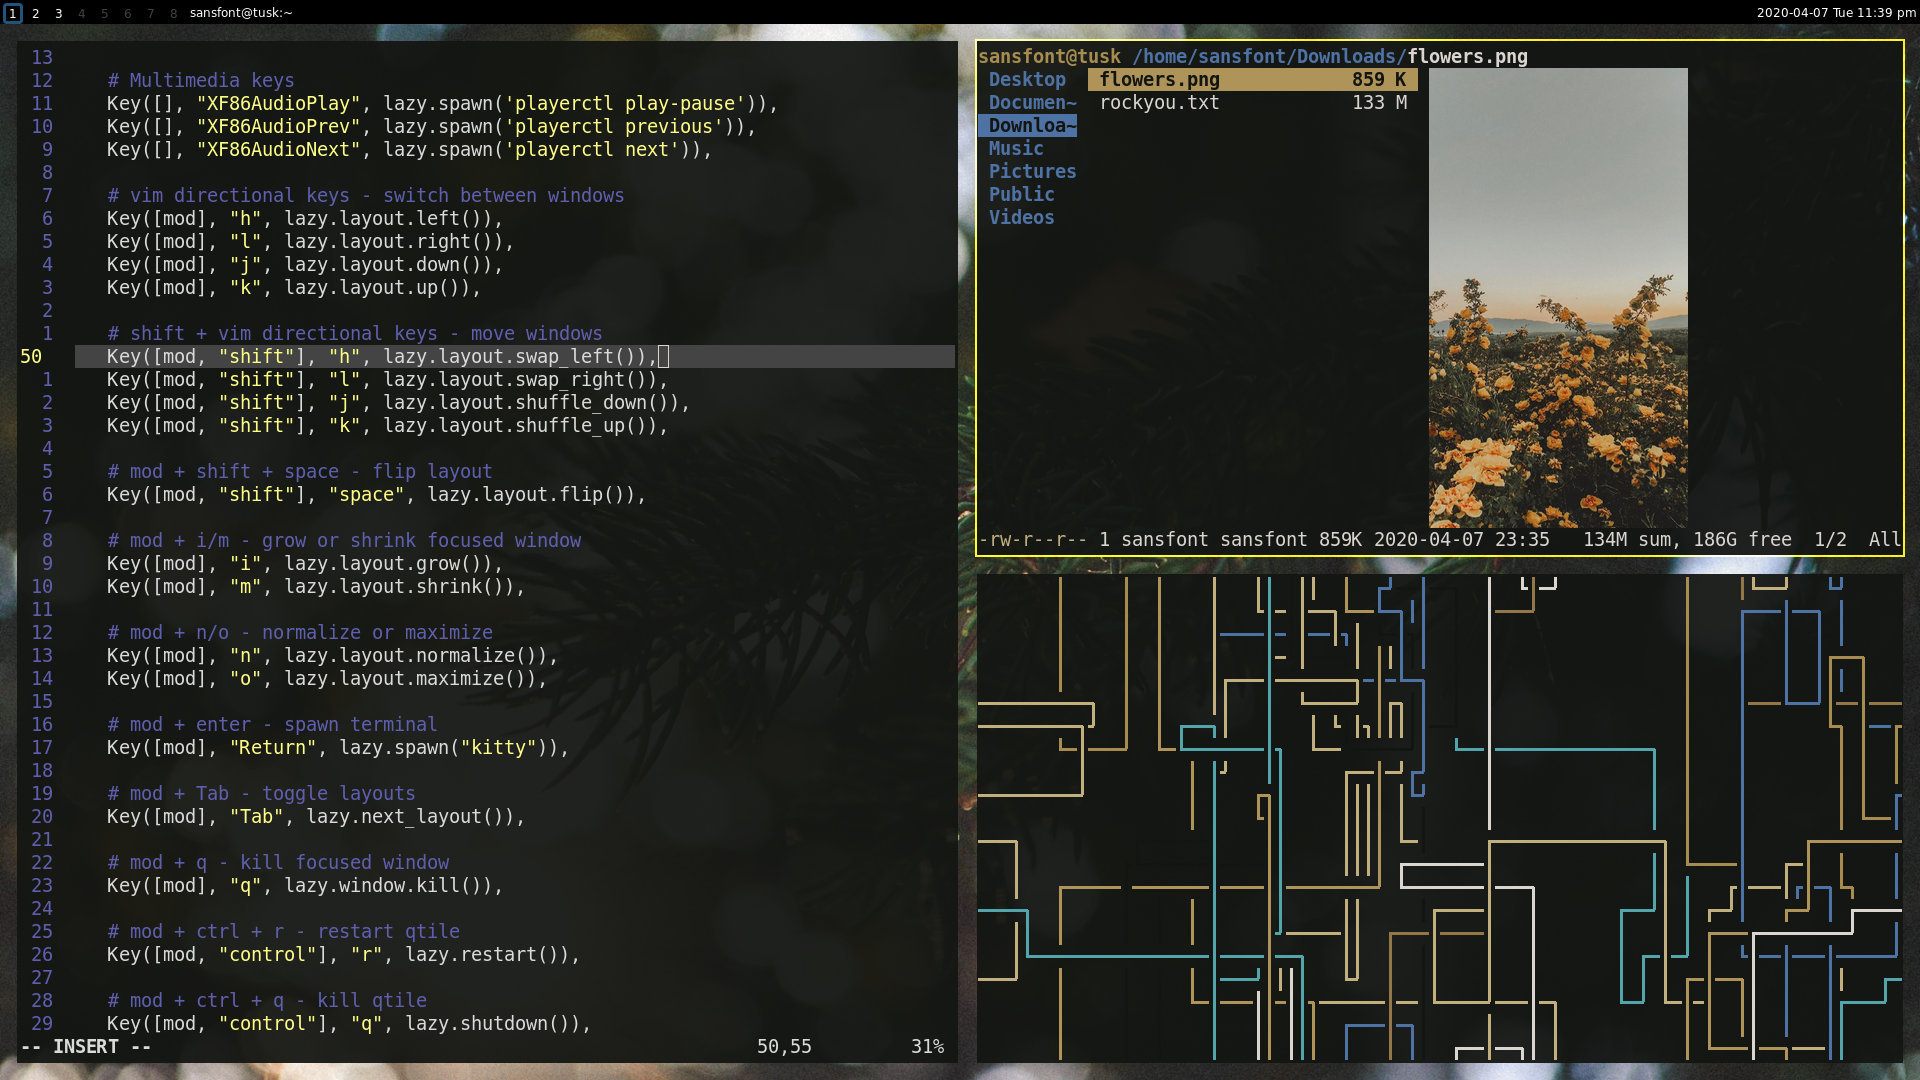 1 2 3 4 5 6 7 8 sansfont@tusk:~
2020-04-07 Tue 11:39 pm
13
12 # Multimedia keys
11 Key([], "XF86AudioPlay", lazy.spawn('playerctl play-pause')),
10 Key([], "XF86AudioPrev", lazy.spawn('playerctl previous')),
9 Key([], "XF86AudioNext", lazy.spawn('playerctl next')),
8
7 # vim directional keys - switch between windows
6 Key([mod], "h", lazy.layout.left()),
5 Key([mod], "l", lazy.layout.right()),
4 Key([mod], "j", lazy.layout.down()),
3 Key([mod], "k", lazy.layout.up()),
2
1 # shift + vim directional keys - move windows
50 Key([mod, "shift"], "h", lazy.layout.swap_left()),
1 Key([mod, "shift"], "l", lazy.layout.swap_right()),
2 Key([mod, "shift"], "j", lazy.layout.shuffle_down()),
3 Key([mod, "shift"], "k", lazy.layout.shuffle_up()),
4
5 # mod + shift + space - flip layout
6 Key([mod, "shift"], "space", lazy.layout.flip()),
7
8 # mod + i/m - grow or shrink focused window
9 Key([mod], "i", lazy.layout.grow()),
10 Key([mod], "m", lazy.layout.shrink()),
11
12 # mod + n/o - normalize or maximize
13 Key([mod], "n", lazy.layout.normalize()),
14 Key([mod], "o", lazy.layout.maximize()),
15
16 # mod + enter - spawn terminal
17 Key([mod], "Return", lazy.spawn("kitty")),
18
19 # mod + Tab - toggle layouts
20 Key([mod], "Tab", lazy.next_layout()),
21
22 # mod + q - kill focused window
23 Key([mod], "q", lazy.window.kill()),
24
25 # mod + ctrl + r - restart qtile
26 Key([mod, "control"], "r", lazy.restart()),
27
28 # mod + ctrl + q - kill qtile
29 Key([mod, "control"], "q", lazy.shutdown()),
-- INSERT -- 50,55 31%
sansfont@tusk /home/sansfont/Downloads/flowers.png
Desktop flowers.png 859 K
Documen~ rockyou.txt 133 M
Downloa~
Music
Pictures
Public
Videos
-rw-r--r-- 1 sansfont sansfont 859K 2020-04-07 23:35 134M sum, 186G free 1/2 All